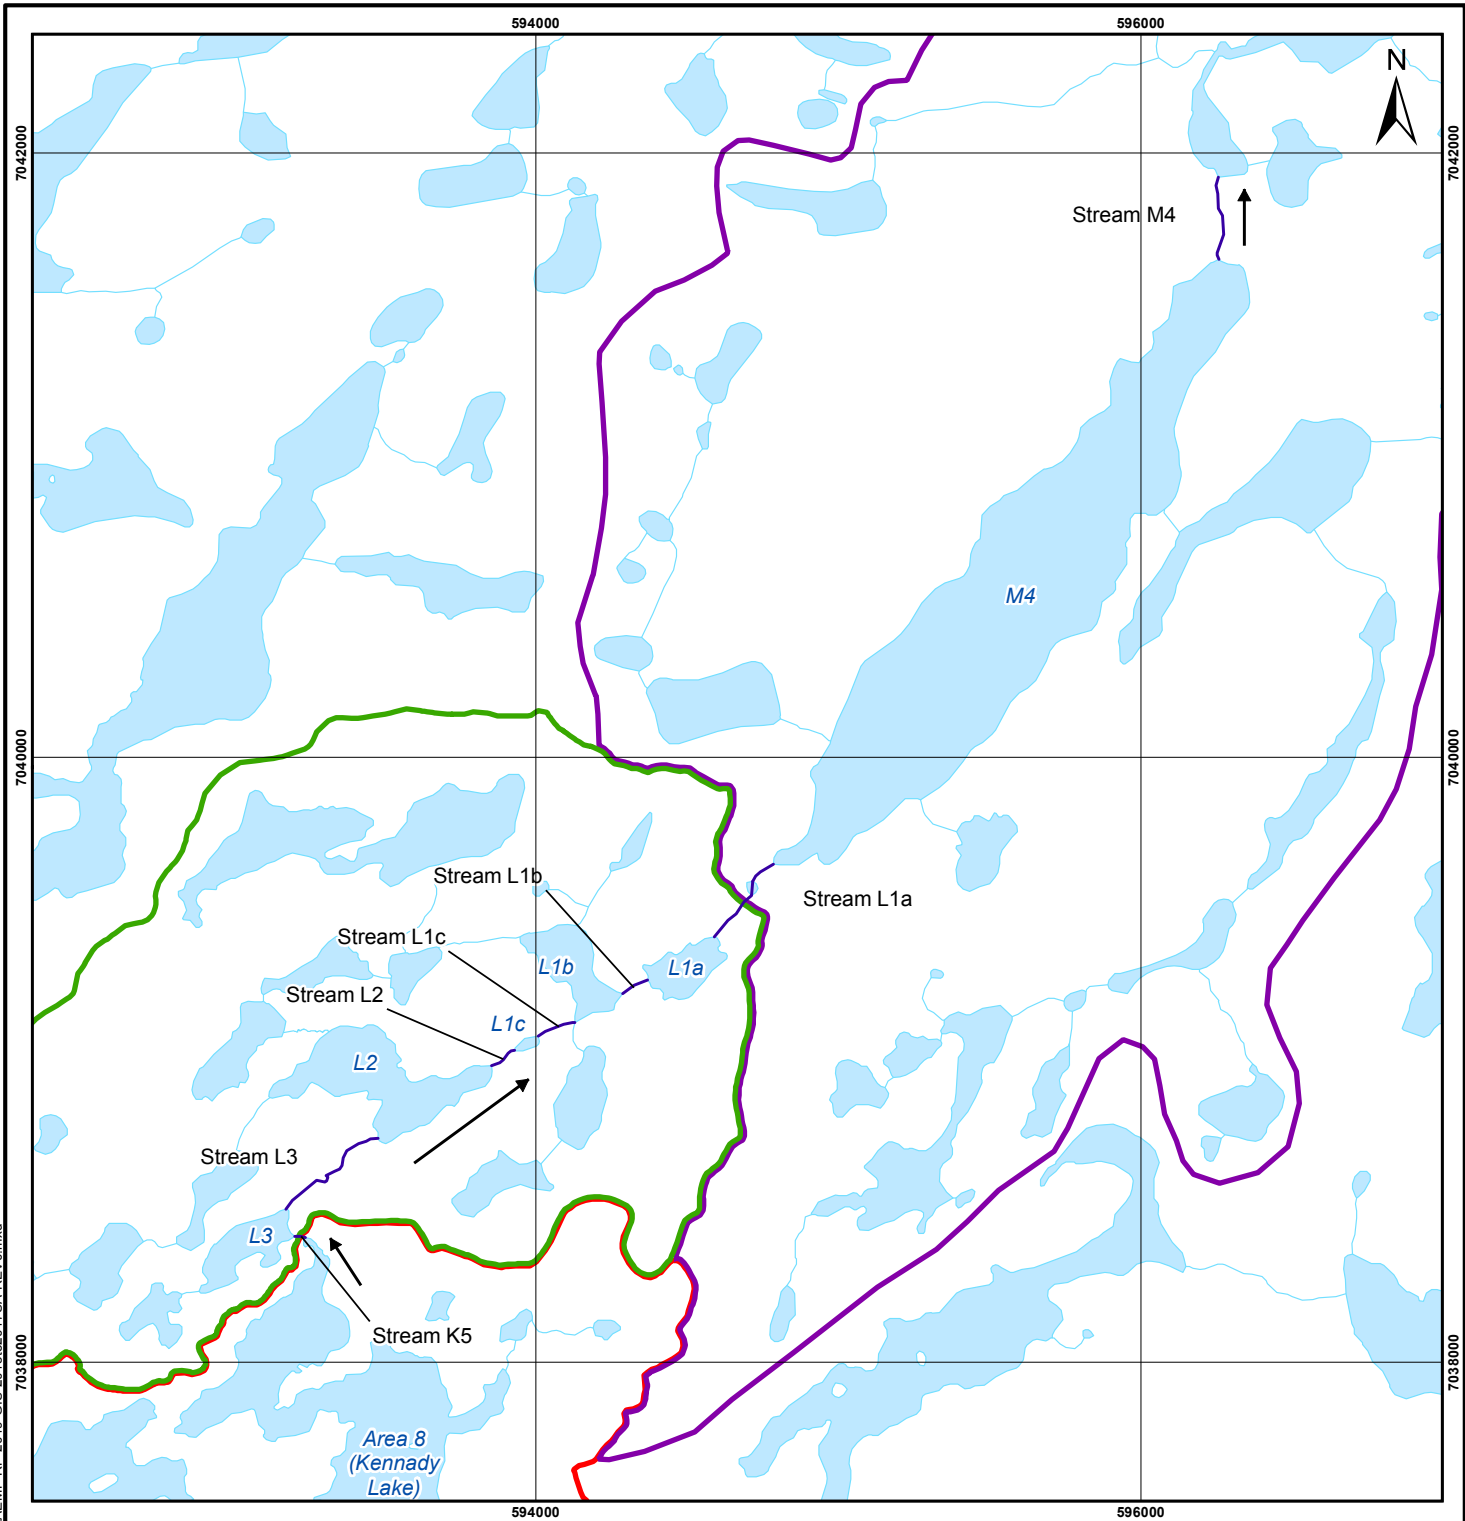 594000
596000
N
7042000
7042000
Stream M4
M4
7040000
7040000
Stream L1b
Stream L1a
Stream L1c
L1b
L1a
Stream L2
L1c
L2
Stream L3
L3
Stream K5
7038000
7038000
Area 8
(Kennady
Lake)
594000
596000